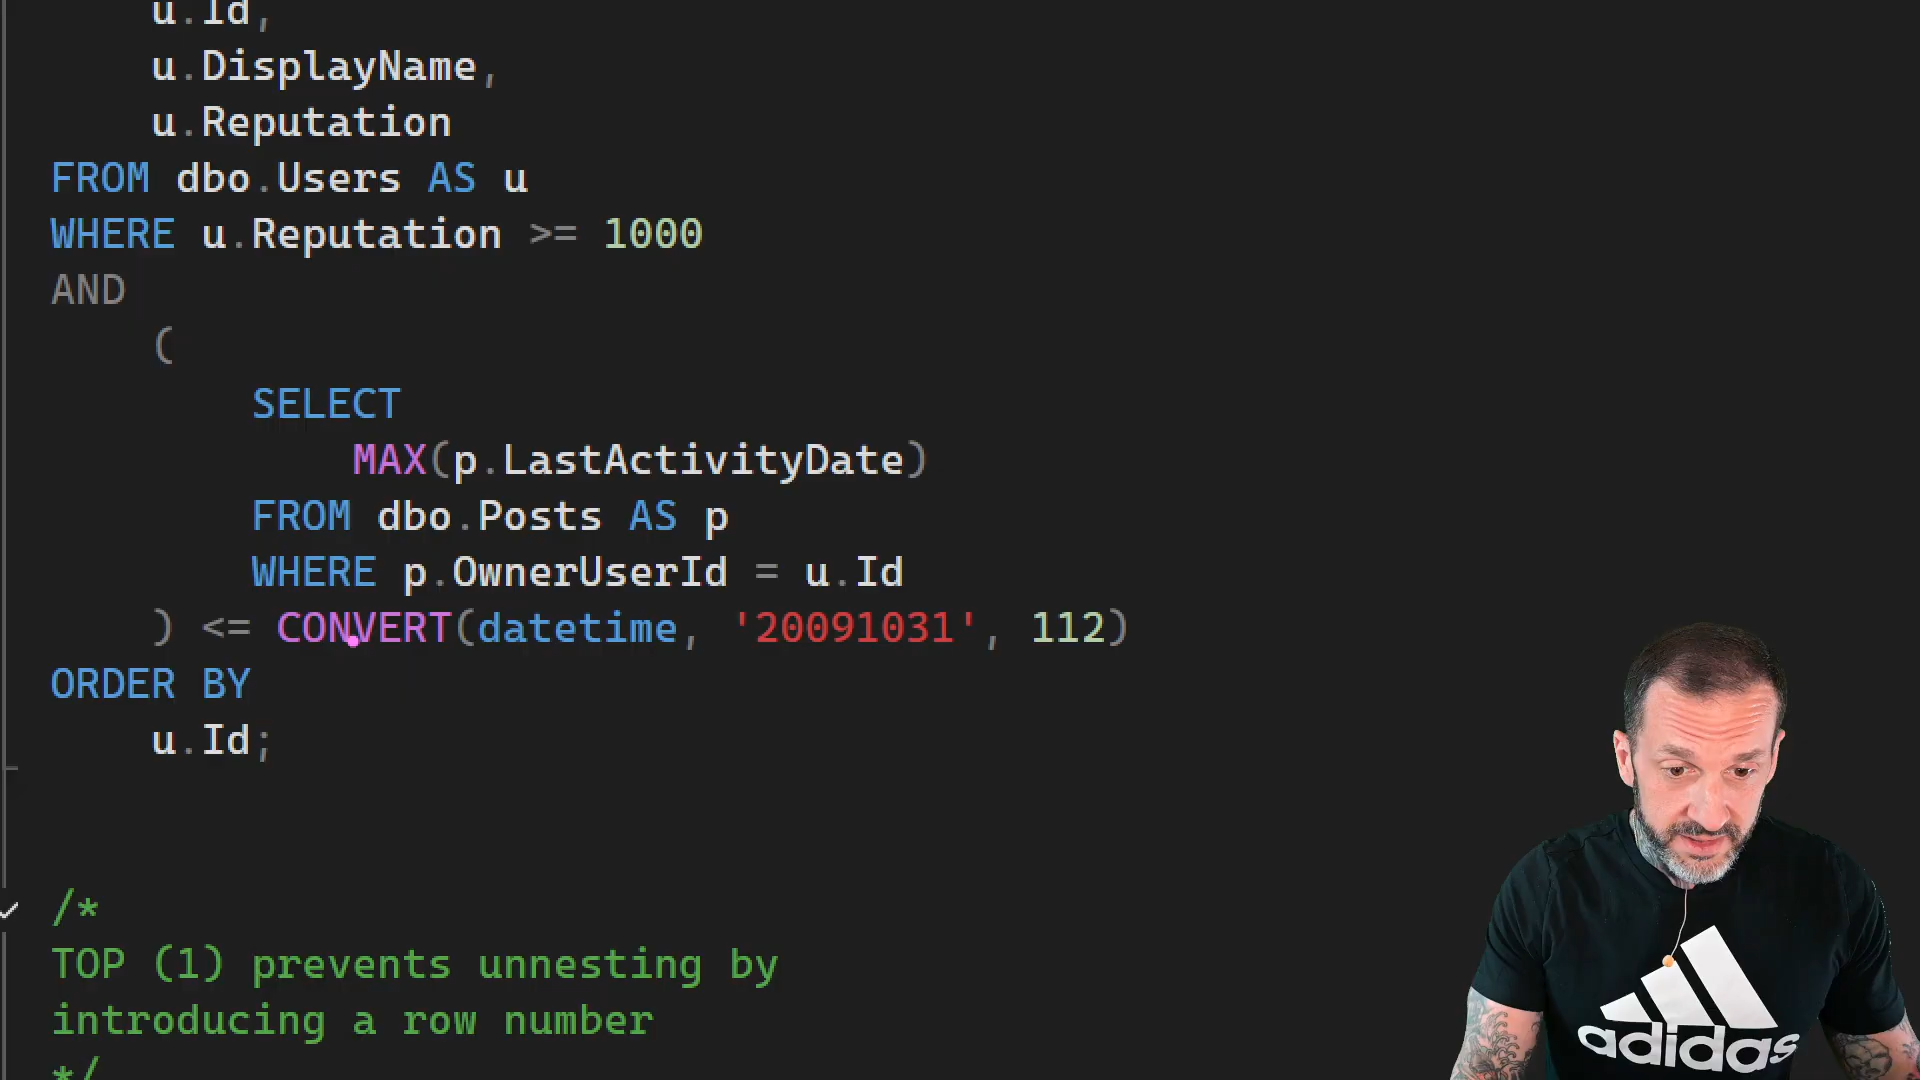 u.Id,
u.DisplayName,
u.Reputation
FROM dbo.Users AS u
WHERE u.Reputation >= 1000
AND
(
SELECT
MAX(p.LastActivityDate)
FROM dbo.Posts AS p
WHERE p.OwnerUserId = u.Id
) <= CONVERT(datetime, '20091031', 112)
ORDER BY
u.Id;
/*
TOP (1) prevents unnesting by
introducing a row number
*/
adidas